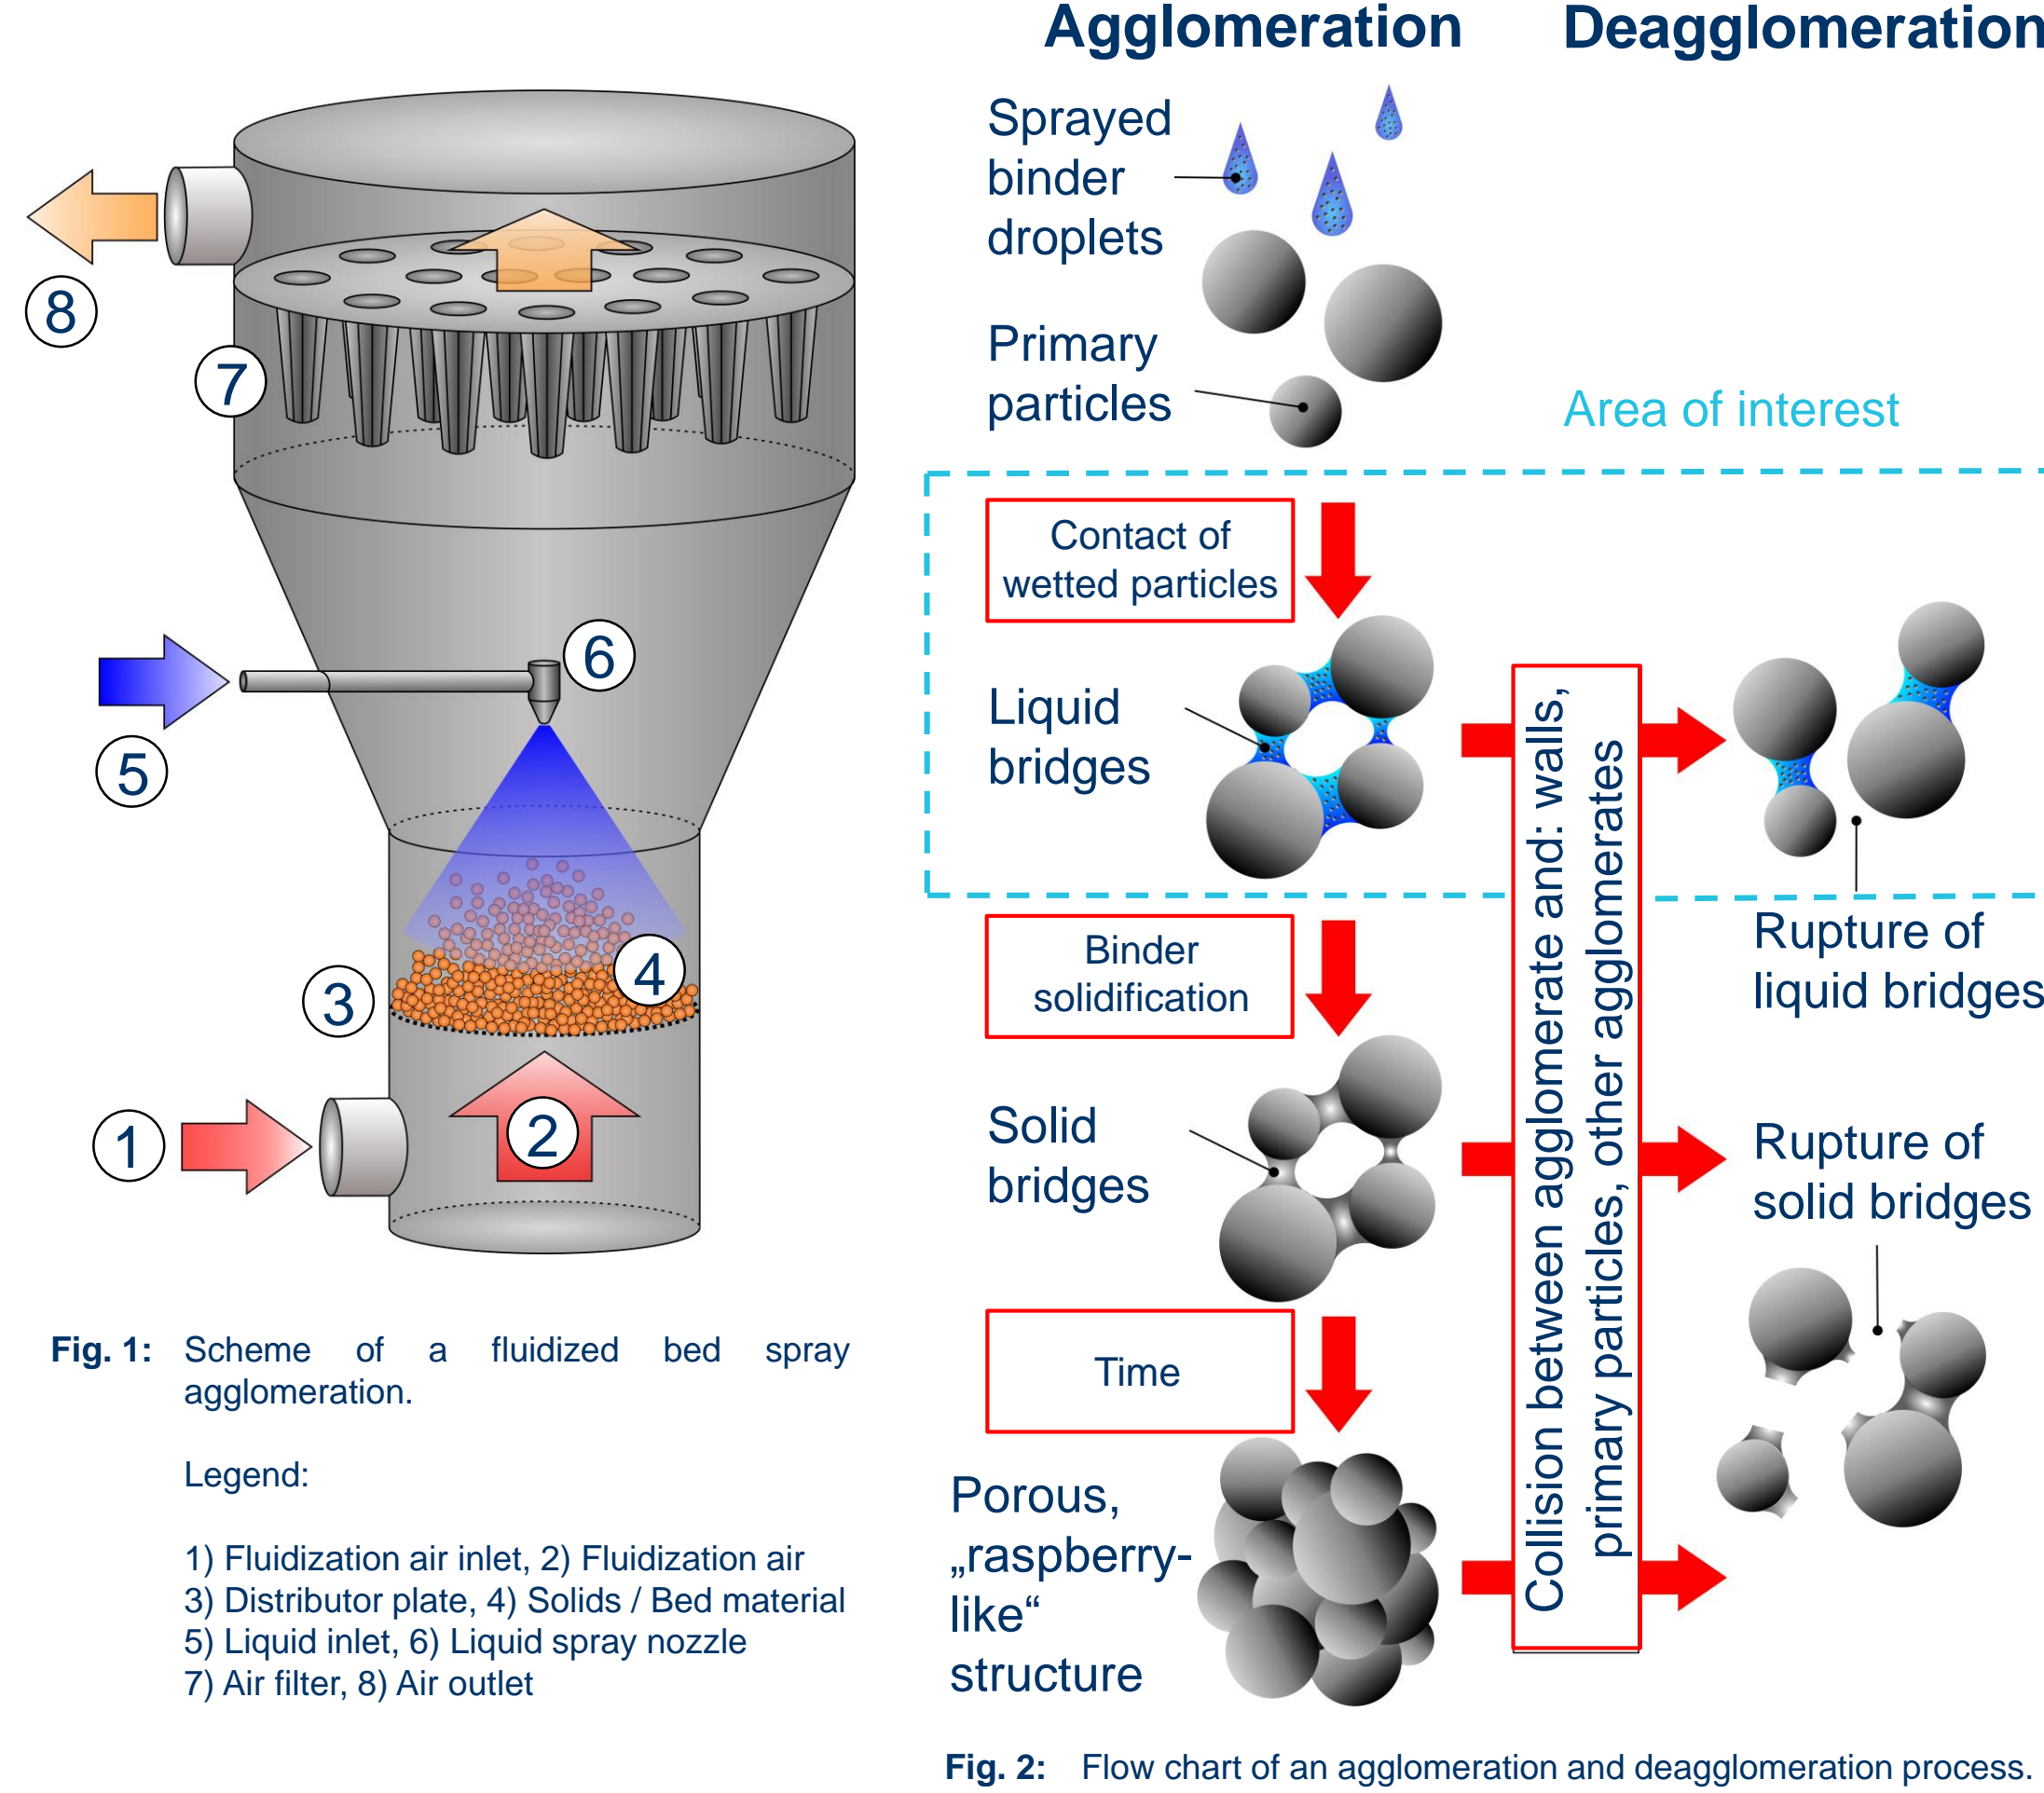 8
7
6
5
4
3
2
1
Fig. 1: Scheme of a fluidized bed spray
agglomeration.
Legend:
1) Fluidization air inlet, 2) Fluidization air
3) Distributor plate, 4) Solids / Bed material
5) Liquid inlet, 6) Liquid spray nozzle
7) Air filter, 8) Air outlet
Agglomeration
Deagglomeration
Sprayed
binder
droplets
Primary
particles
Area of interest
Contact of
wetted particles
Liquid
bridges
Binder
solidification
Solid
bridges
Time
Porous,
„raspberry-
like“
structure
Collision between agglomerate and: walls,
primary particles, other agglomerates
Rupture of
liquid bridges
Rupture of
solid bridges
Fig. 2: Flow chart of an agglomeration and deagglomeration process.